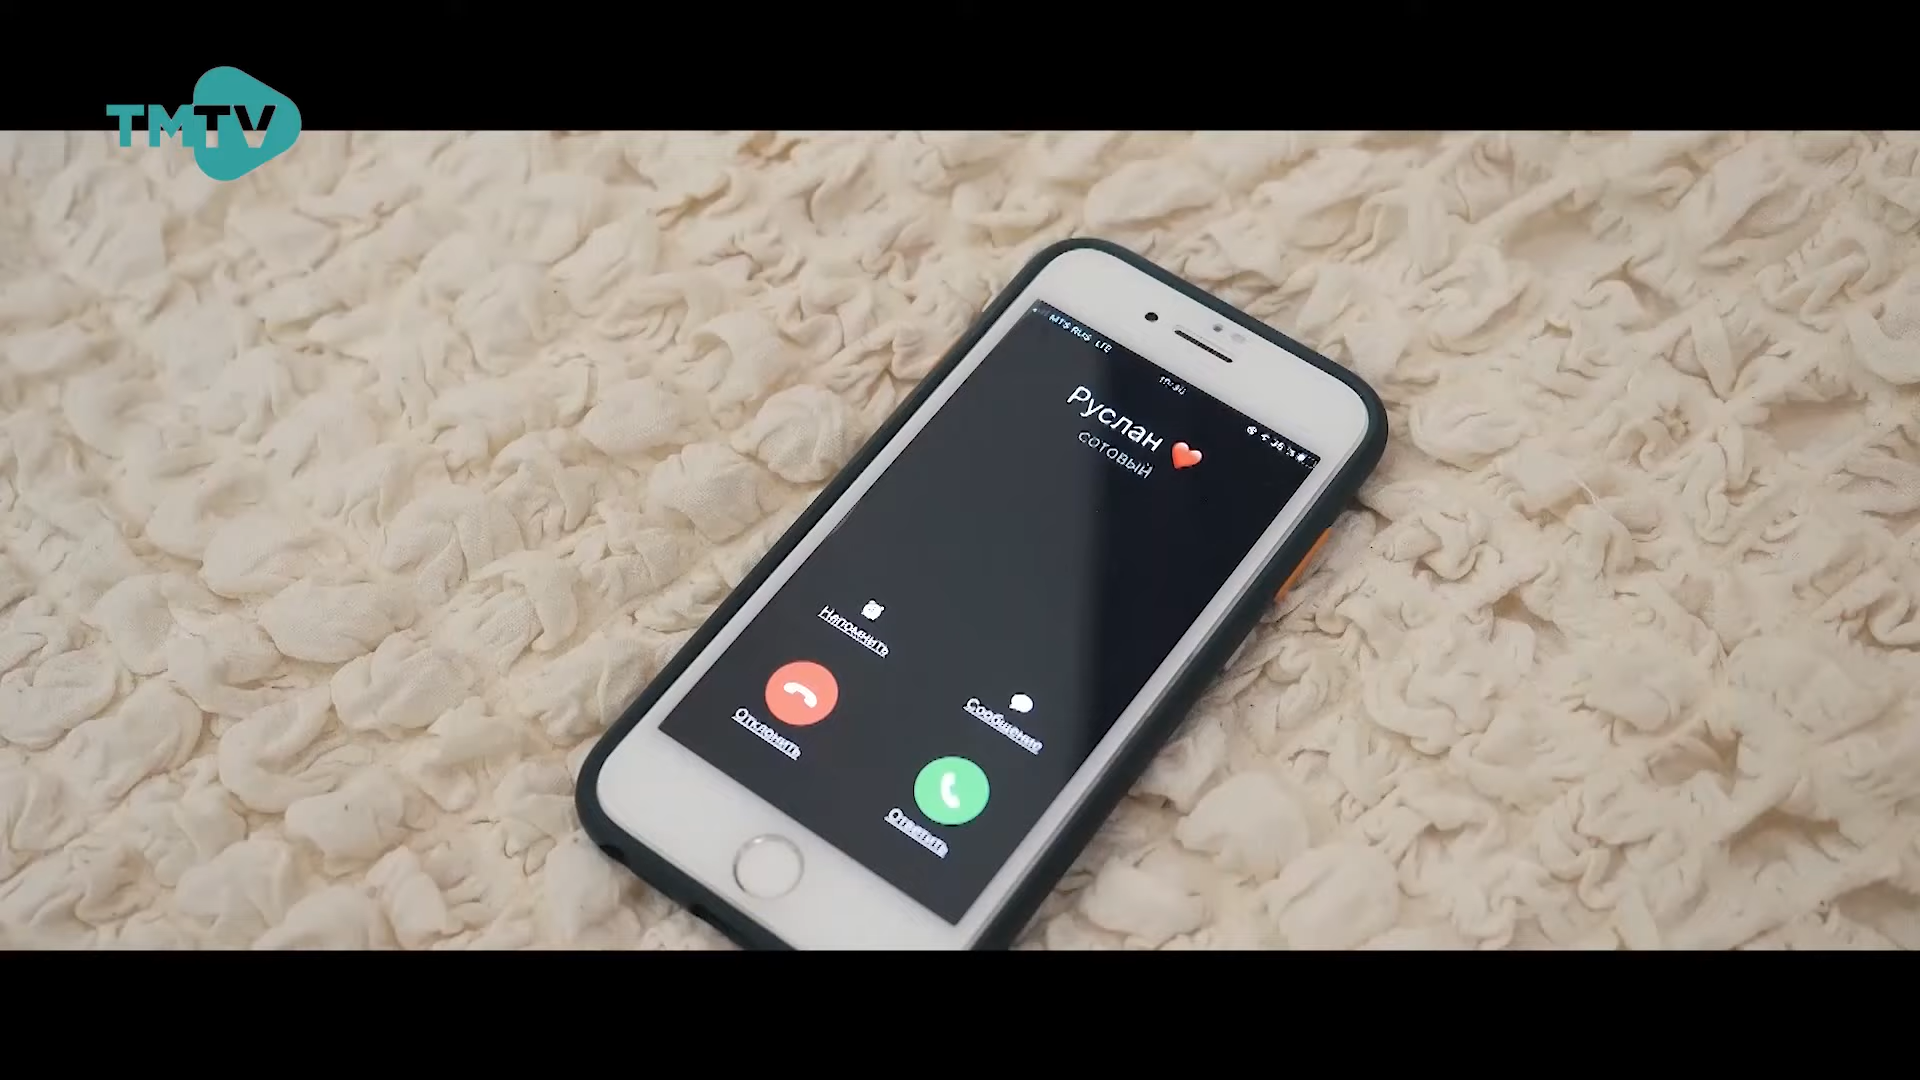 TMTV
MTS RUS LTE
Руслан ❤️
сотовый
Напомнить
Сообщение
Отклонить
Ответить